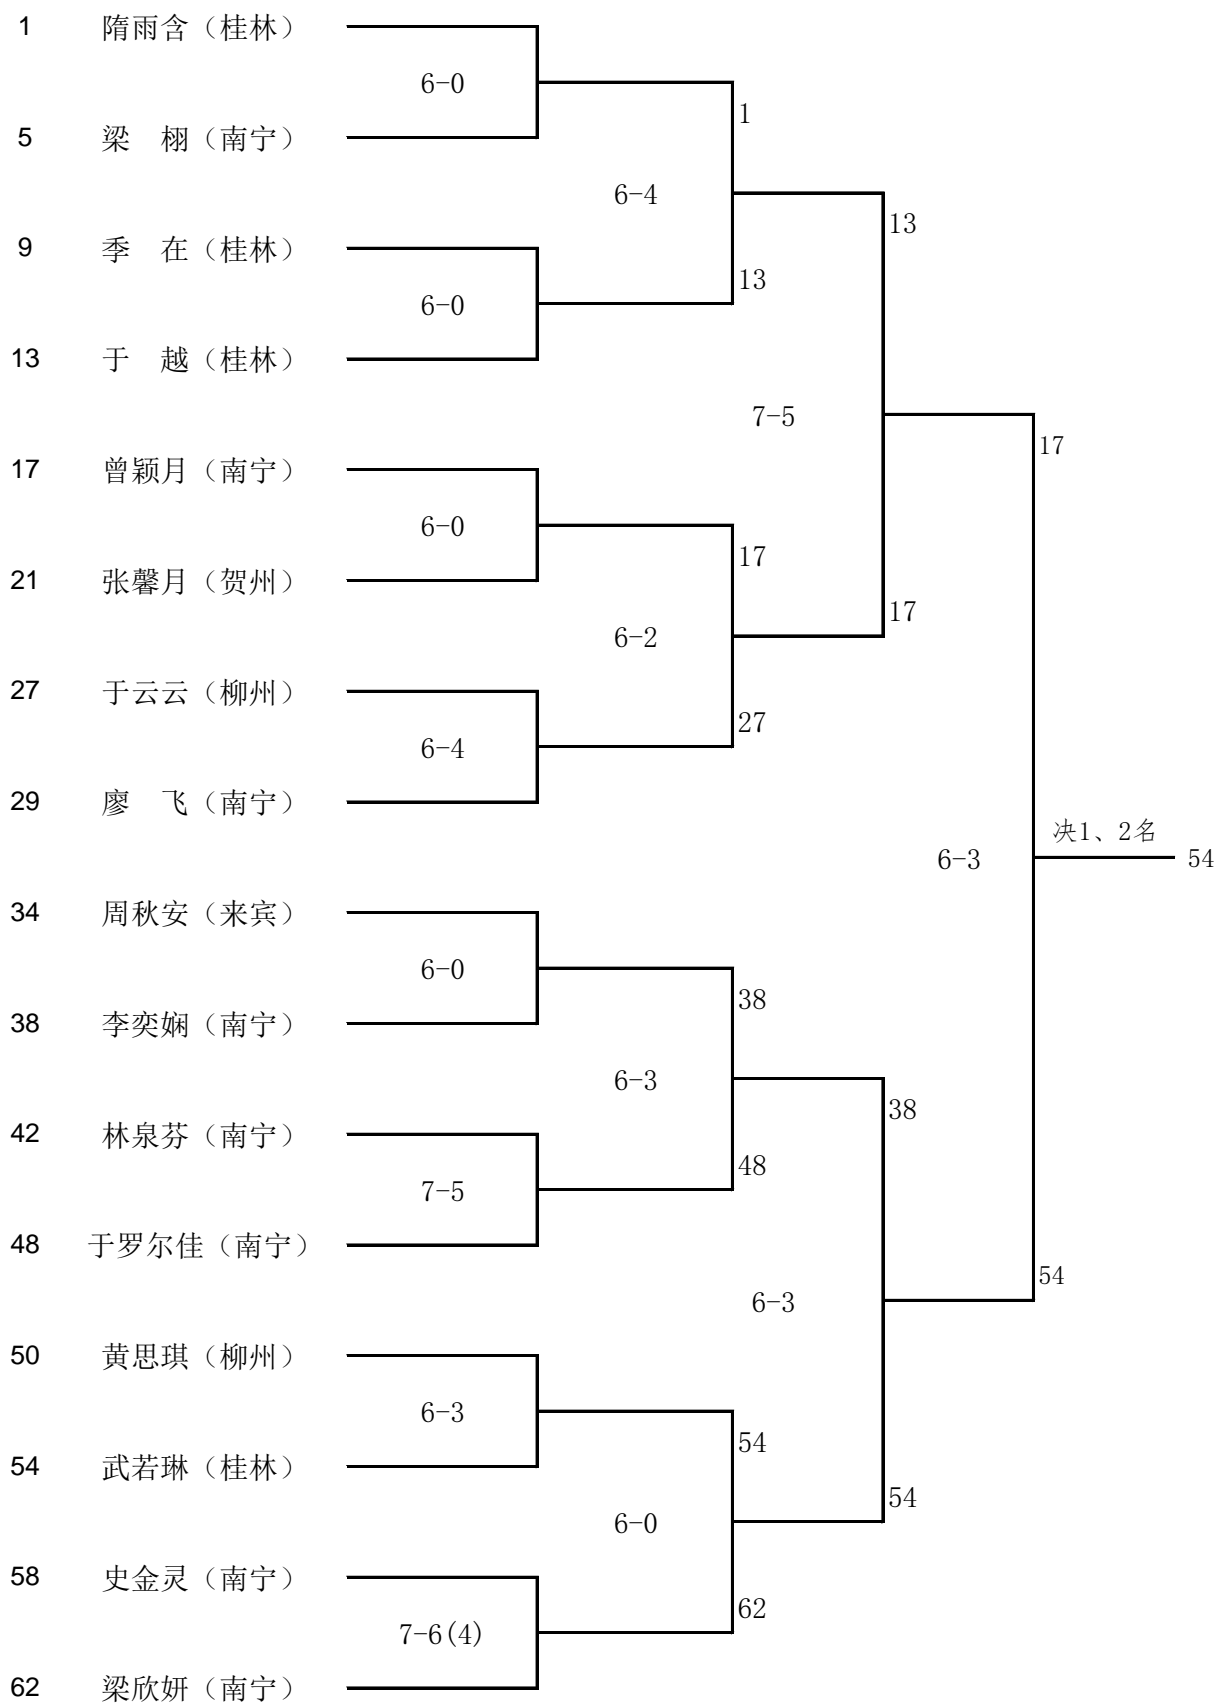 1 隋雨含（桂林）
6-0
1
5 梁　栩（南宁）
6-4
13
9 季　在（桂林）
13
6-0
13 于　越（桂林）
7-5
17
17 曾颖月（南宁）
6-0
17
21 张馨月（贺州）
17
6-2
27 于云云（柳州）
27
6-4
29 廖　飞（南宁）
决1、2名
6-3
54
34 周秋安（来宾）
6-0
38
38 李奕娴（南宁）
6-3
38
42 林泉芬（南宁）
48
7-5
48 于罗尔佳（南宁）
54
6-3
50 黄思琪（柳州）
6-3
54
54 武若琳（桂林）
54
6-0
58 史金灵（南宁）
62
7-6(4)
62 梁欣妍（南宁）